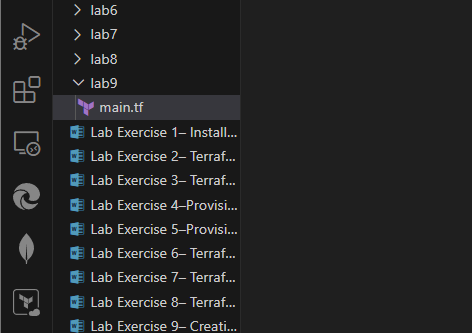 lab6
lab7
lab8
lab9
main.tf
Lab Exercise 1– Install...
Lab Exercise 2– Terraf...
Lab Exercise 3– Terraf...
Lab Exercise 4–Provisi...
Lab Exercise 5–Provisi...
Lab Exercise 6– Terraf...
Lab Exercise 7– Terraf...
Lab Exercise 8– Terraf...
Lab Exercise 9– Creati...